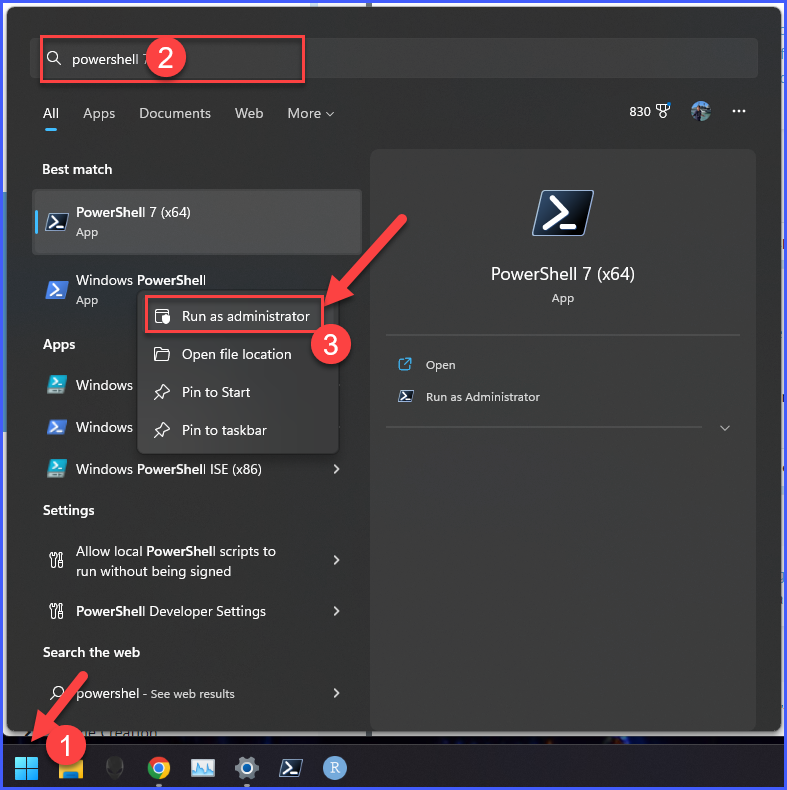 powershell 7
2
All Apps Documents Web More
830
Best match
PowerShell 7 (x64)
App
Windows PowerShell
App
Run as administrator
3
Open file location
Pin to Start
Pin to taskbar
Apps
Windows
Windows
Windows PowerShell ISE (x86)
Settings
Allow local PowerShell scripts to
run without being signed
PowerShell Developer Settings
Search the web
powershel - See web results
PowerShell 7 (x64)
App
Open
Run as Administrator
Creation
1
R